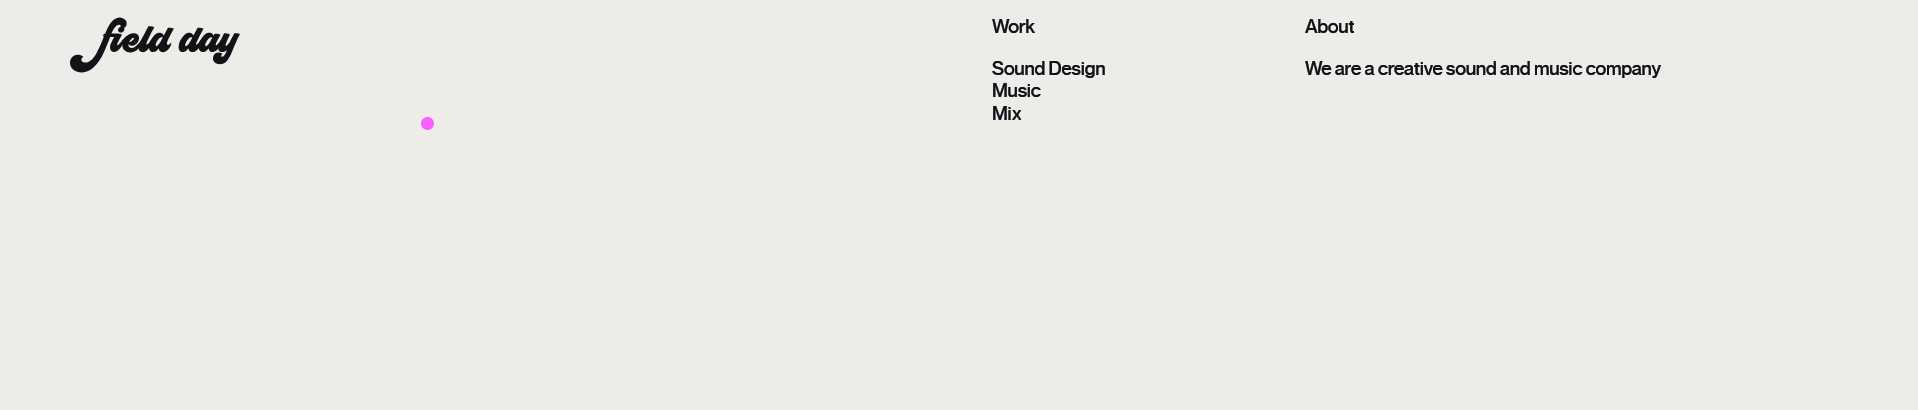 field day
Work
Sound Design
Music
Mix
About
We are a creative sound and music company